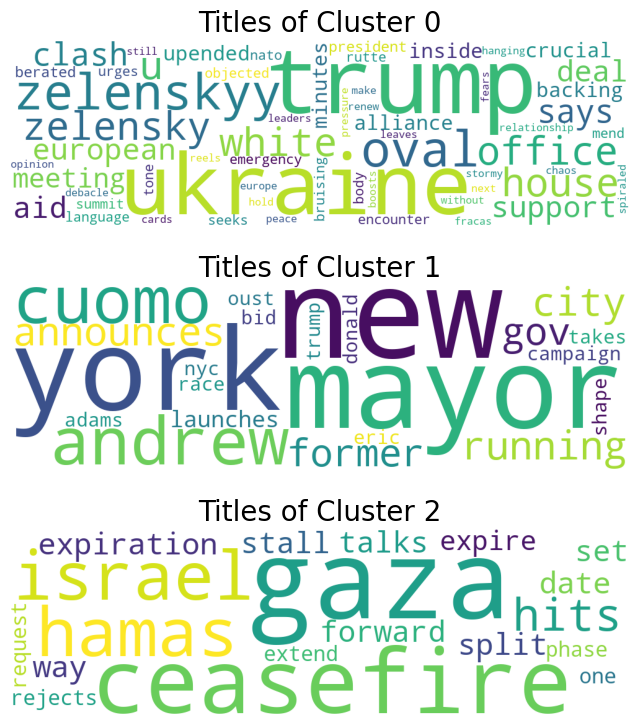 Titles of Cluster 0
clash still upended nato president rutte inside hanging crucial
berated urges u objected trump deal
zelenskyy minutes pressure make renew fears backing
zelensky leaders alliance says
european white leaves oval office relationship mend
opinion reels emergency stormy chaos
meeting tone ukraine body boosts next house
debacle europe hold without support spiraled
aid summit cards peace bruising
language seeks encounter fracas
Titles of Cluster 1
cuomo oust new city
announces bid trump donald gov takes
york nyc mayor campaign
race shape
adams launches
andrew former eric running
Titles of Cluster 2
expiration stall talks expire set
israel gaza date
hamas forward hits
request extend split phase
way ceasefire one
rejects